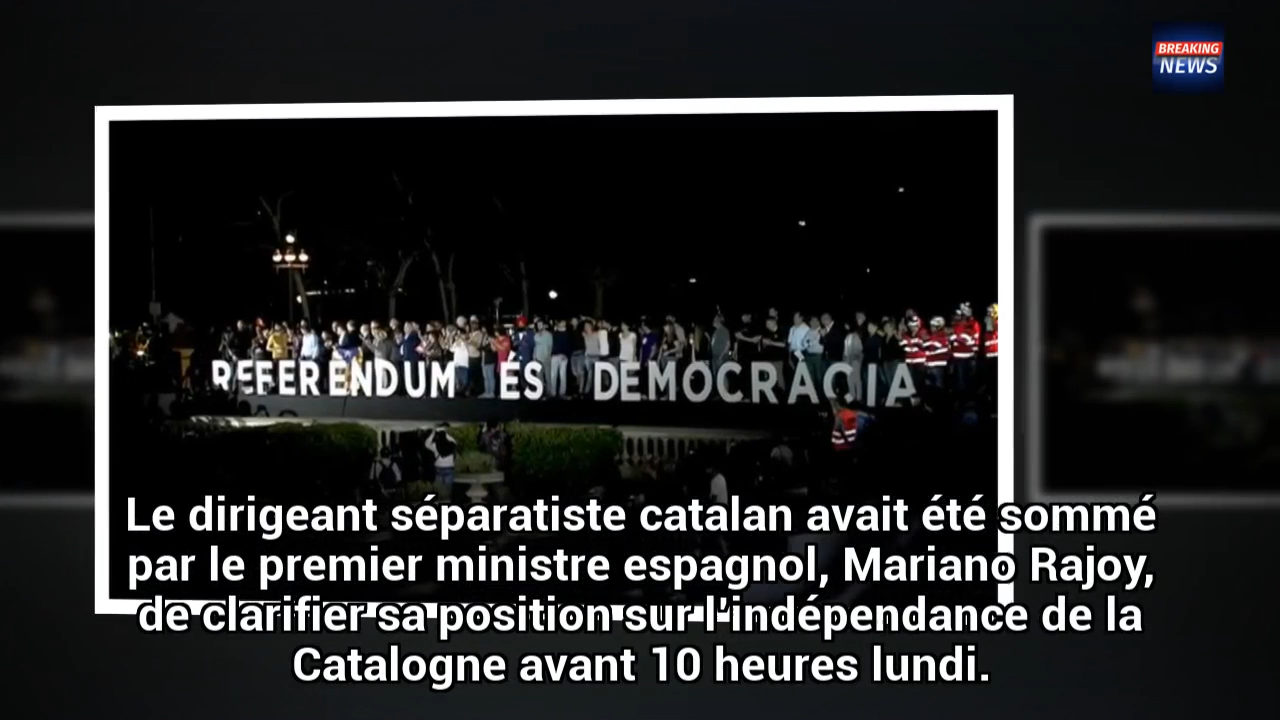 BREAKING
NEWS
REFERENDUM ES DEMOCRACIA
Le dirigeant séparatiste catalan avait été sommé
par le premier ministre espagnol, Mariano Rajoy,
de clarifier sa position sur l'indépendance de la
Catalogne avant 10 heures lundi.